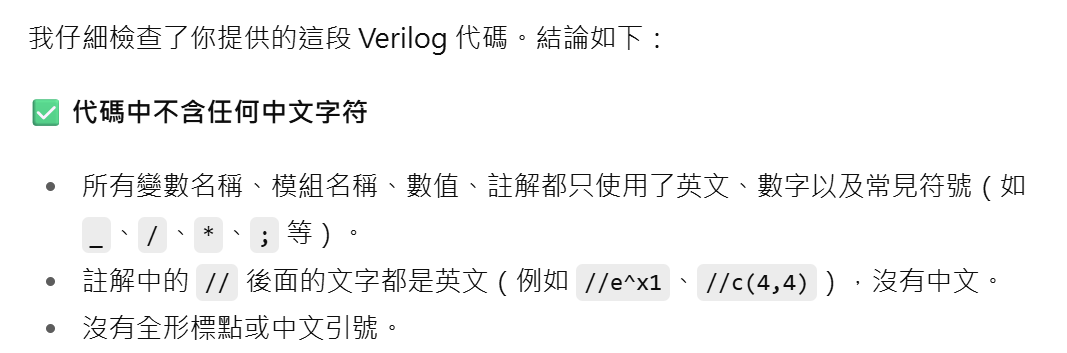 我仔細檢查了你提供的這段 Verilog 代碼。結論如下：
✅ 代碼中不含任何中文字符
• 所有變數名稱、模組名稱、數值、註解都只使用了英文、數字以及常見符號（如
_、/、*、; 等）。
• 註解中的 // 後面的文字都是英文（例如 //e^x1、//c(4,4)），沒有中文。
• 沒有全形標點或中文引號。